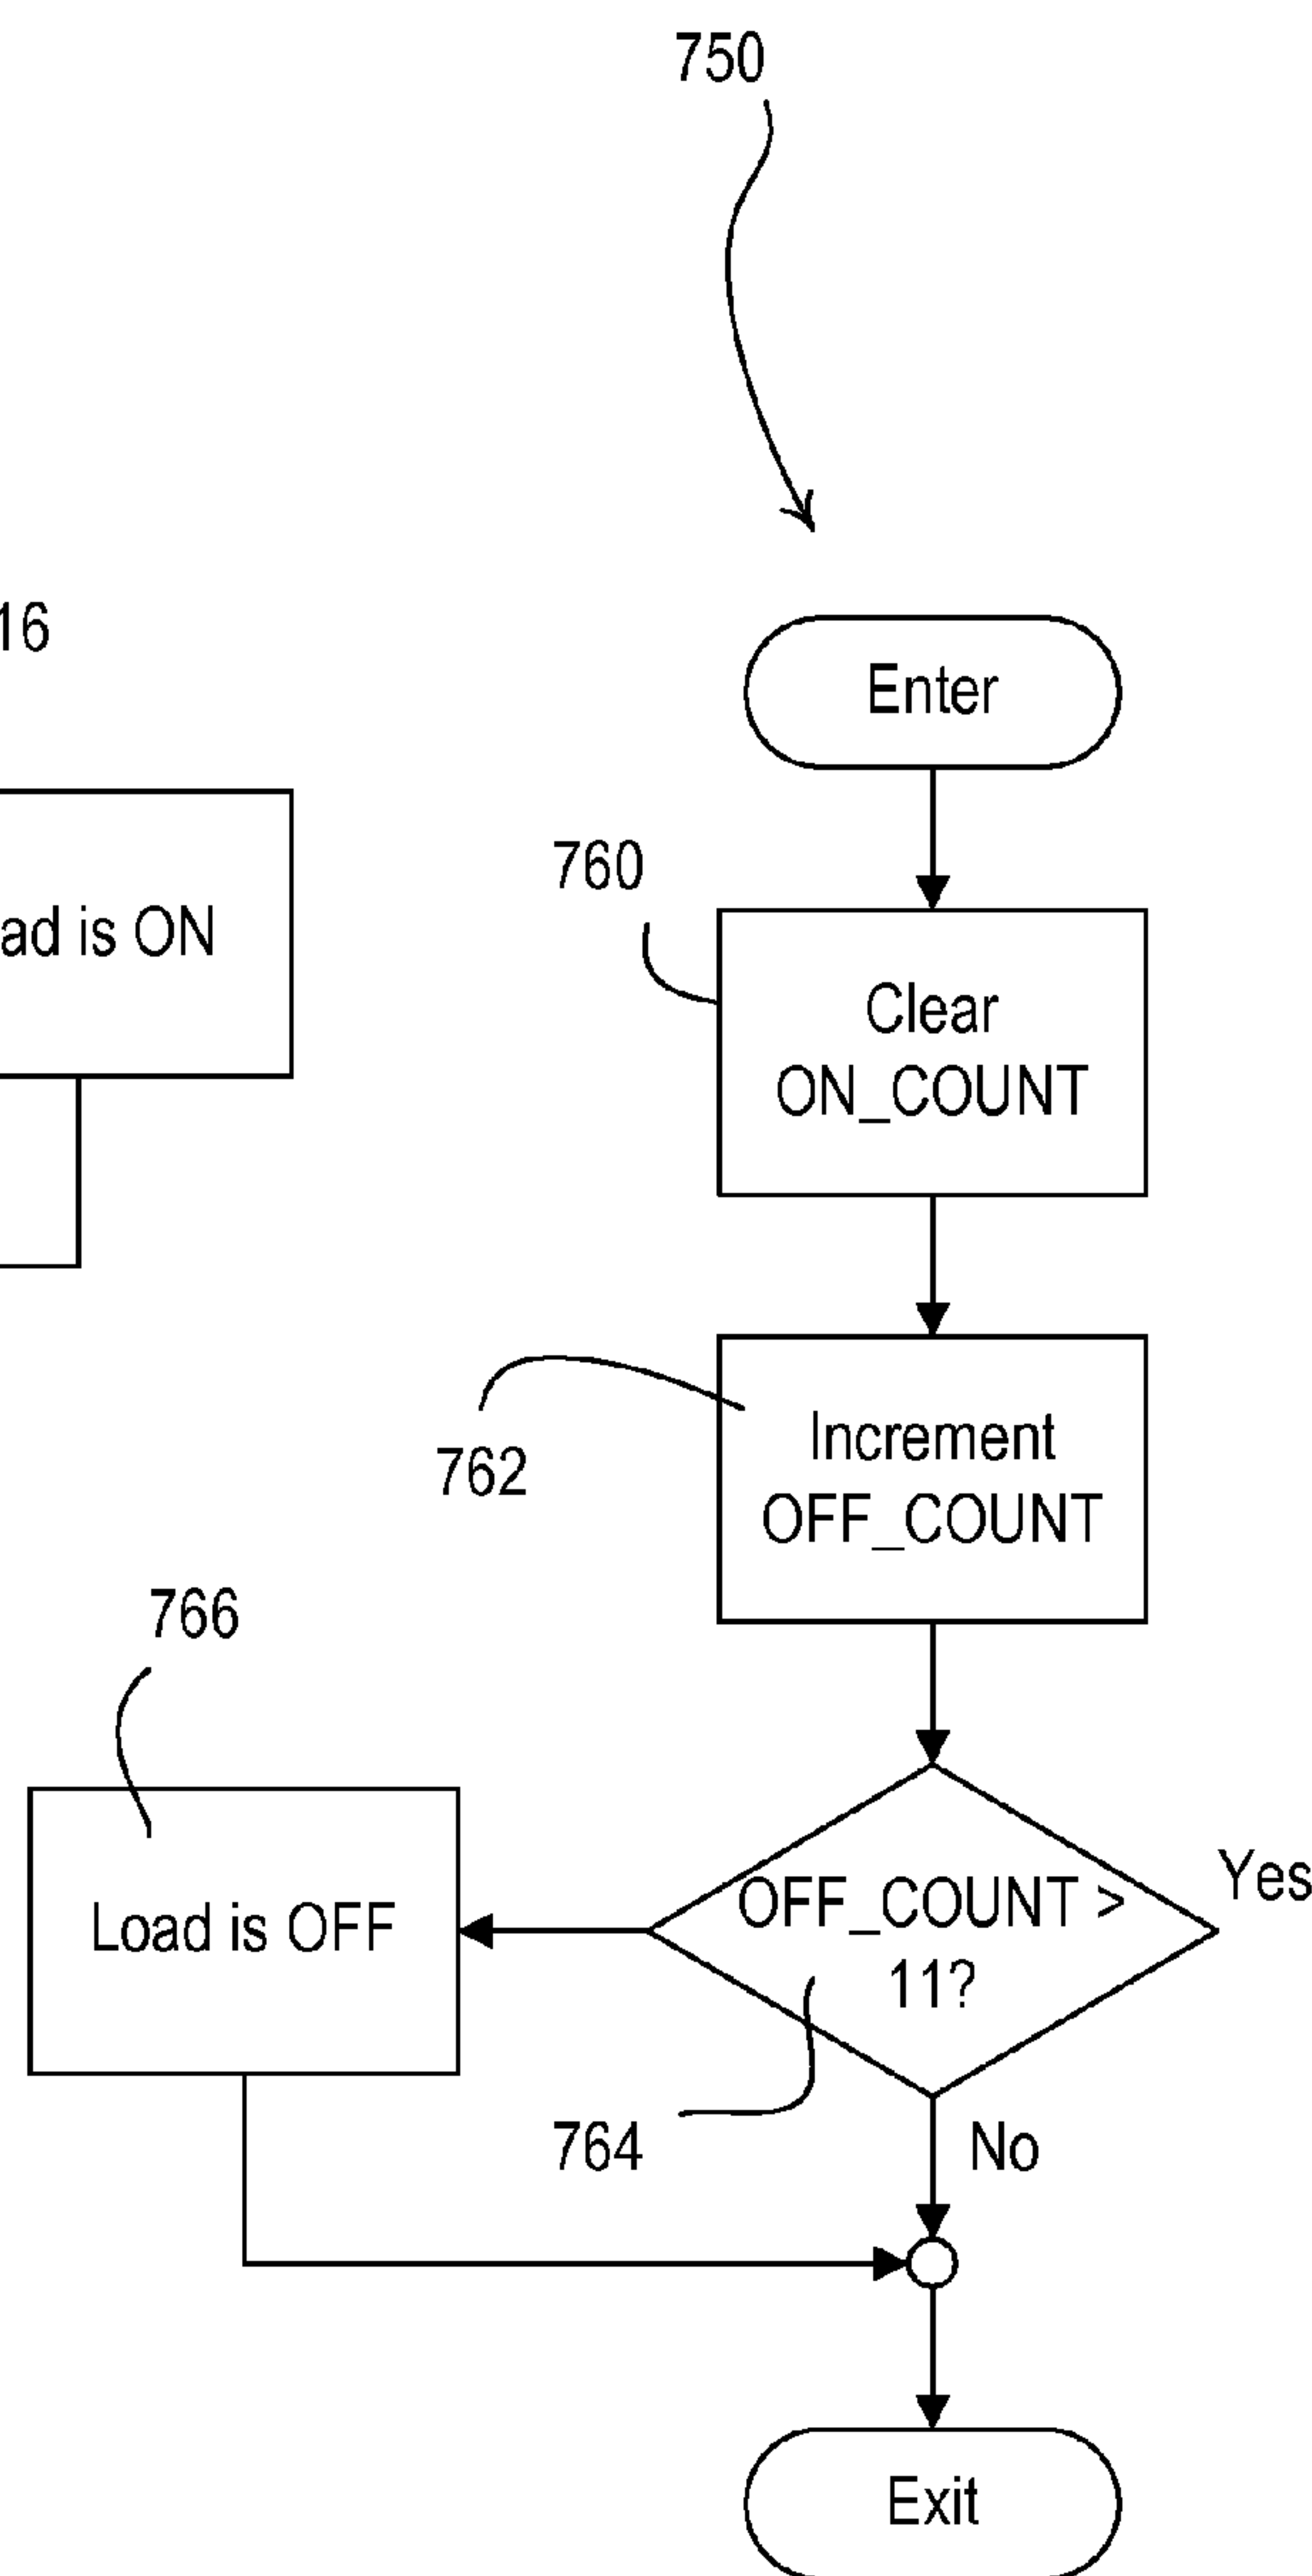 750
16
Enter
760
ad is ON
Clear
ON_COUNT
762
Increment
OFF_COUNT
766
Load is OFF
OFF_COUNT >
11?
Yes
764
No
Exit